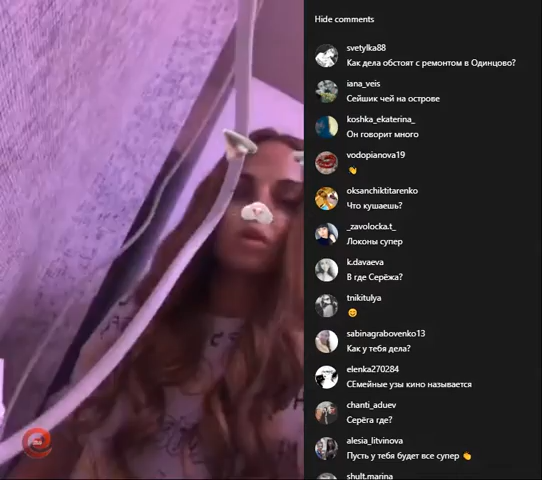 Hide comments
svetylka88
Как дела обстоят с ремонтом в Одинцово?
iana_veis
Сейшик чей на острове
koshka_ekaterina_
Он говорит много
vodopianova19
👏
oksanchiktitarenko
Что кушаешь?
_zavolocka.t_
Локоны супер
k.davaeva
В где Серёжа?
tnikitulya
😊
sabinagrabovenko13
Как у тебя дела?
elenka270284
СЕмейные узы кино называется
chanti_aduev
Серёга где?
alesia_litvinova
Пусть у тебя будет все супер 👏
shult.marina